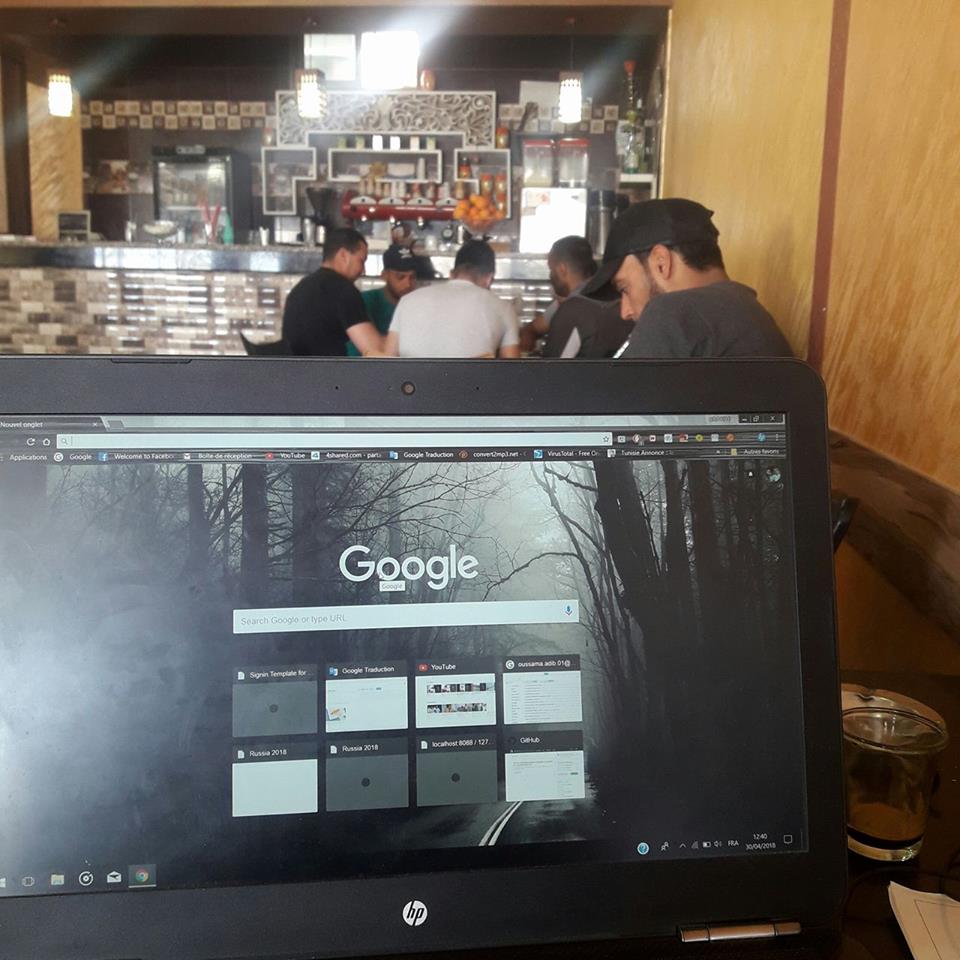 Nouvel onglet
Applications Google Welcome to Facebo Boîte de réception YouTube 4shared.com - parta Google Traduction convert2mp3.net - C VirusTotal - Free On Tunisie Annonce : Autres favoris
Google
Google
Search Google or type URL
Signin Template for Google Traduction YouTube oussama.adib.01@
Russia 2018 Russia 2018 localhost:8088 / 127. GitHub
FRA 12:40
30/04/2018
hp